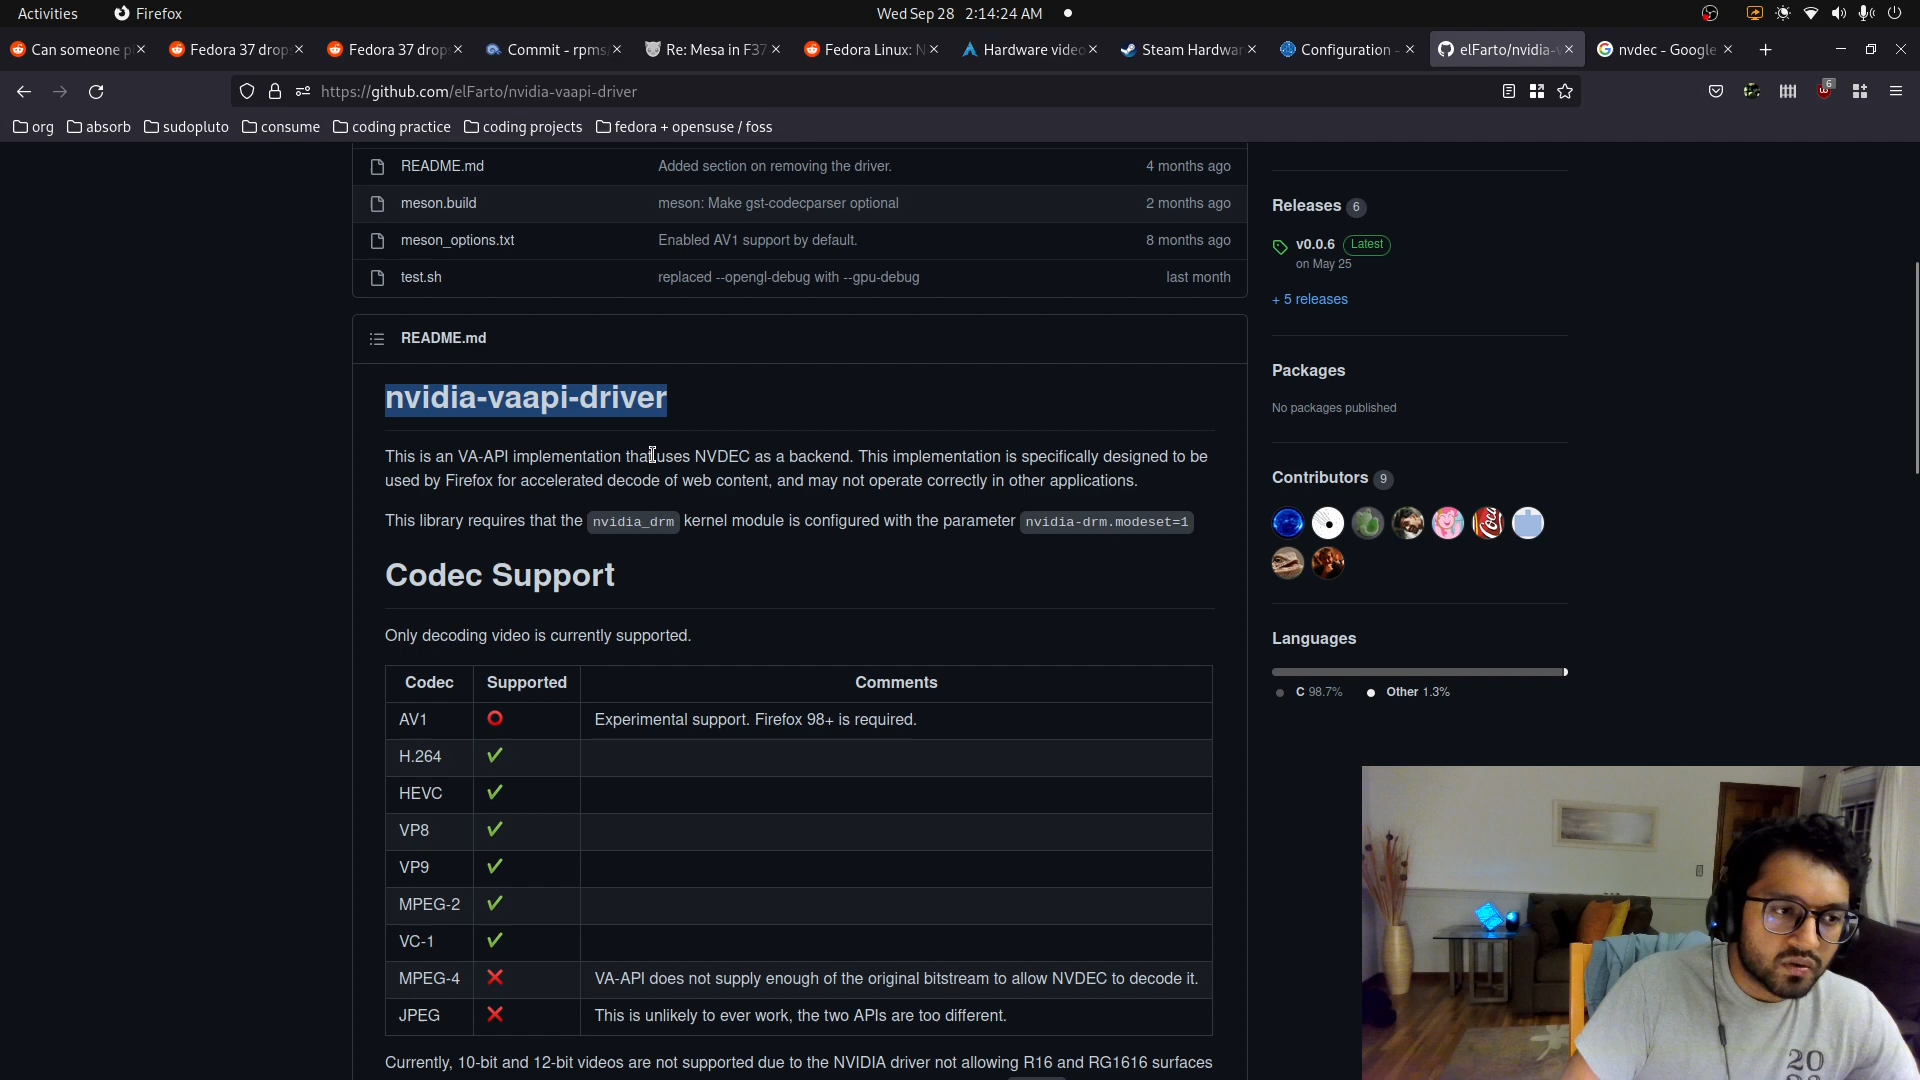 Activities
Firefox
Wed Sep 28 2:14:24 AM
Can someone p
Fedora 37 drop
Fedora 37 drop
Commit - rpms/
Re: Mesa in F37
Fedora Linux: N
Hardware video
Steam Hardwar
Configuration -
elFarto/nvidia-v
nvdec - Google
https://github.com/elFarto/nvidia-vaapi-driver
6
org
absorb
sudopluto
consume
coding practice
coding projects
fedora + opensuse / foss
README.md Added section on removing the driver. 4 months ago
meson.build meson: Make gst-codecparser optional 2 months ago
meson_options.txt Enabled AV1 support by default. 8 months ago
test.sh replaced --opengl-debug with --gpu-debug last month
README.md
nvidia-vaapi-driver
This is an VA-API implementation that uses NVDEC as a backend. This implementation is specifically designed to be
used by Firefox for accelerated decode of web content, and may not operate correctly in other applications.
This library requires that the nvidia_drm kernel module is configured with the parameter nvidia-drm.modeset=1
Codec Support
Only decoding video is currently supported.
Codec Supported Comments
AV1 Experimental support. Firefox 98+ is required.
H.264
HEVC
VP8
VP9
MPEG-2
VC-1
MPEG-4 VA-API does not supply enough of the original bitstream to allow NVDEC to decode it.
JPEG This is unlikely to ever work, the two APIs are too different.
Currently, 10-bit and 12-bit videos are not supported due to the NVIDIA driver not allowing R16 and RG1616 surfaces
Releases 6
v0.0.6 Latest
on May 25
+ 5 releases
Packages
No packages published
Contributors 9
Languages
C 98.7% Other 1.3%
20